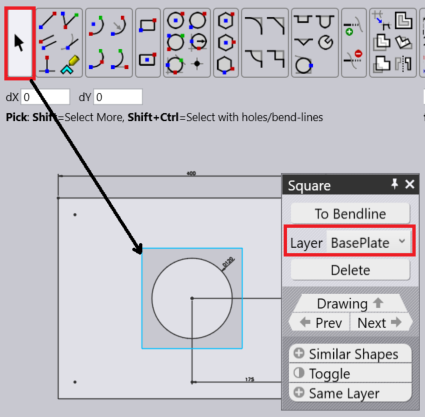 dX 0 dY 0
Pick: Shift=Select More, Shift+Ctrl=Select with holes/bend-lines
400
Square
To Bendline
Layer BasePlate
Delete
Drawing
Prev Next
Similar Shapes
Toggle
Same Layer
175